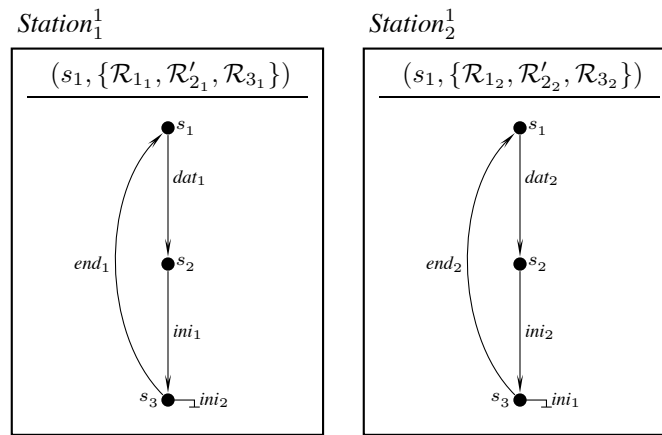 Station₁¹
(s₁, {ℛ₁₁, ℛ′₂₁, ℛ₃₁})
s₁
dat₁
s₂
end₁
ini₁
s₃
ini₂
Station₂¹
(s₁, {ℛ₁₂, ℛ′₂₂, ℛ₃₂})
s₁
dat₂
s₂
end₂
ini₂
s₃
ini₁